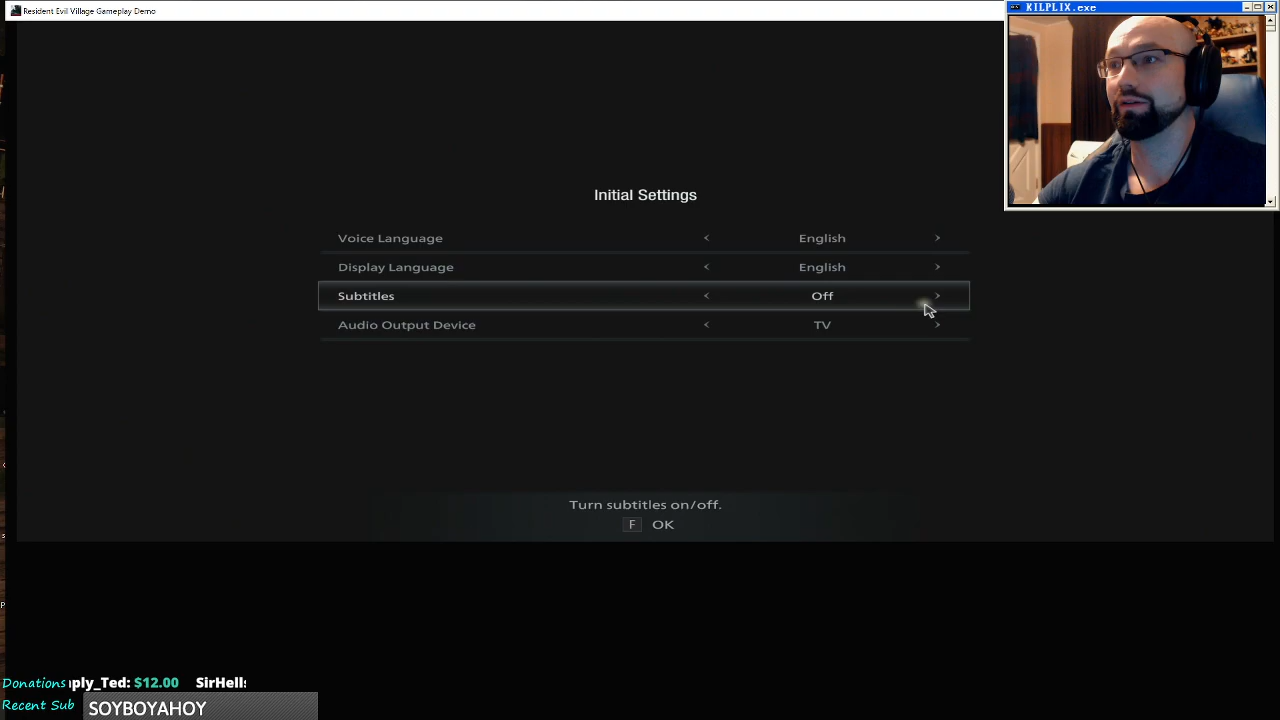 Resident Evil Village Gameplay Demo
KILPLIX.exe
Initial Settings
Voice Language < English >
Display Language < English >
Subtitles < Off >
Audio Output Device < TV >
Turn subtitles on/off.
F OK
Donations ply_Ted: $12.00 SirHell
Recent Sub SOYBOYAHOY